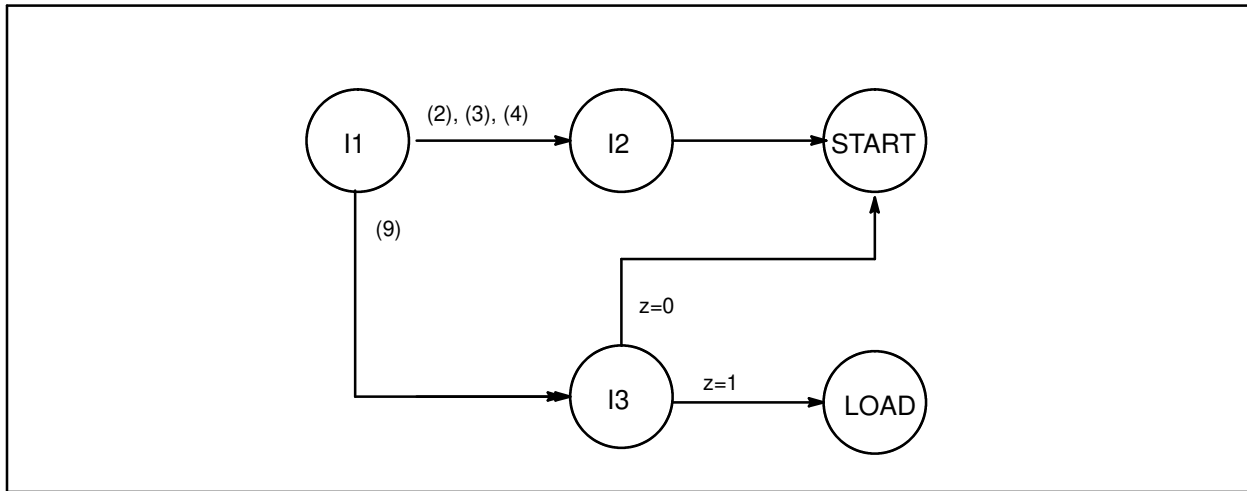 (2), (3), (4)
I1
I2
START
(9)
z=0
z=1
I3
LOAD